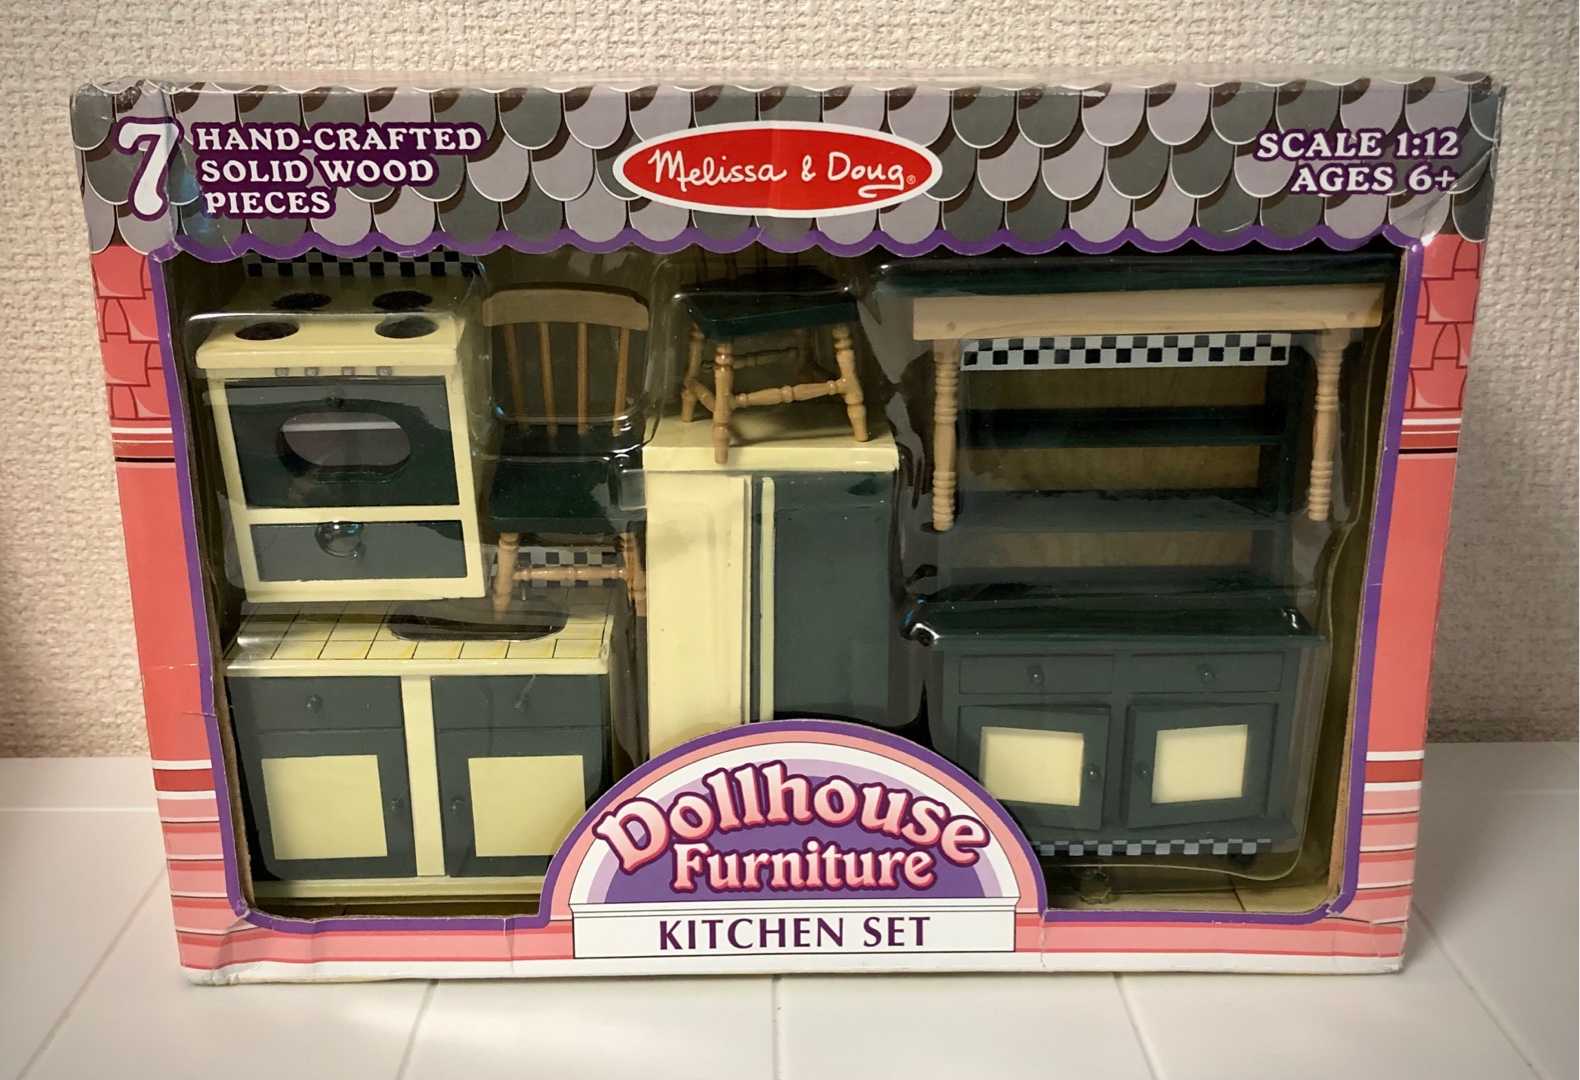 7 HAND-CRAFTED
SOLID WOOD
PIECES
Melissa & Doug®
SCALE 1:12
AGES 6+
Dollhouse
Furniture
KITCHEN SET